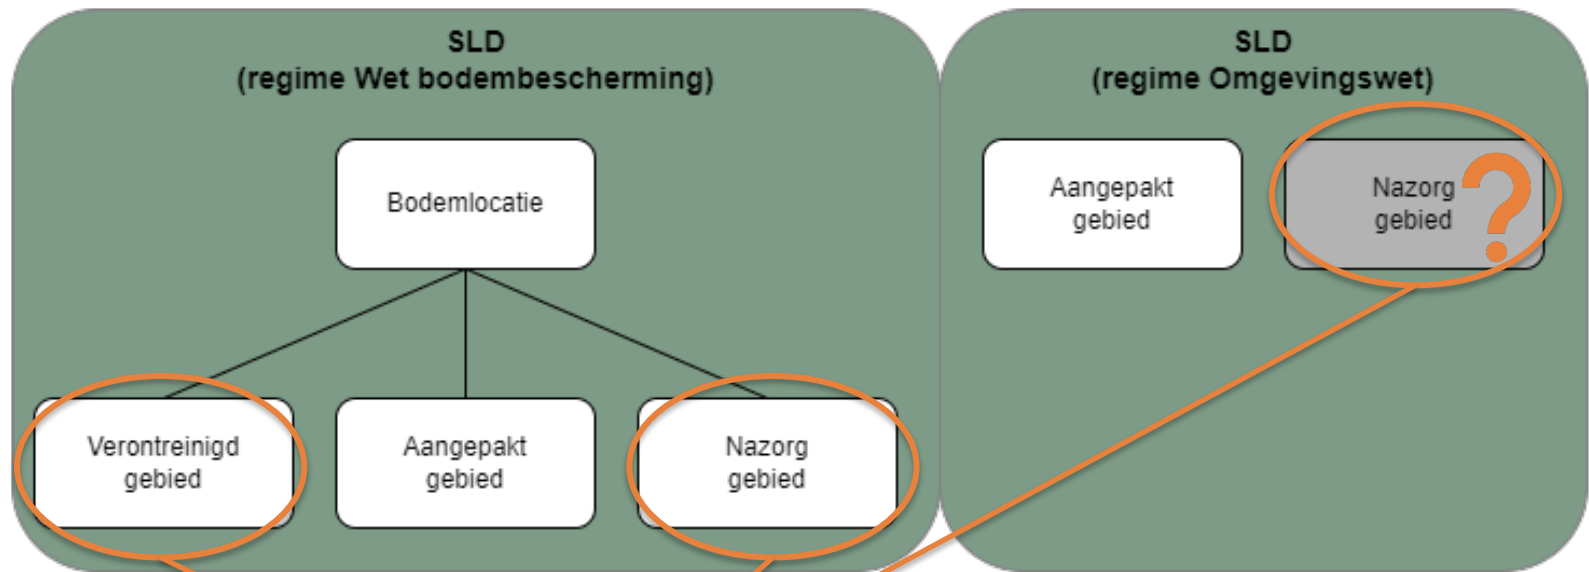 SLD
(regime Wet bodembescherming)
Bodemlocatie
Verontreinigd
gebied
Aangepakt
gebied
Nazorg
gebied
SLD
(regime Omgevingswet)
Aangepakt
gebied
Nazorg
gebied
?